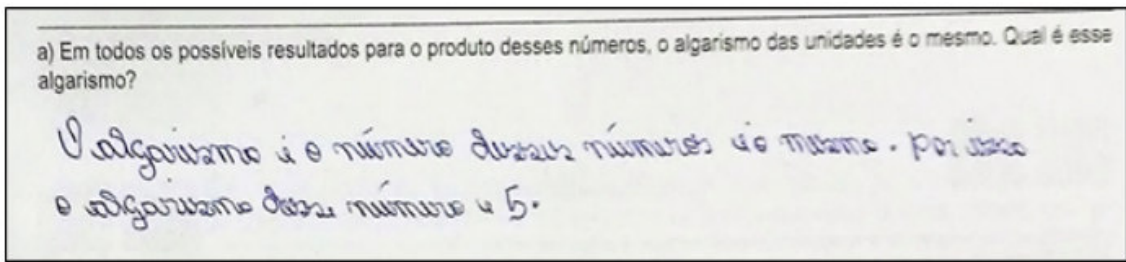 a) Em todos os possíveis resultados para o produto desses números, o algarismo das unidades é o mesmo. Qual é esse
algarismo?
O algarismo é o número desses números é o mesmo. Por isso
o algarismo desse número é 5.